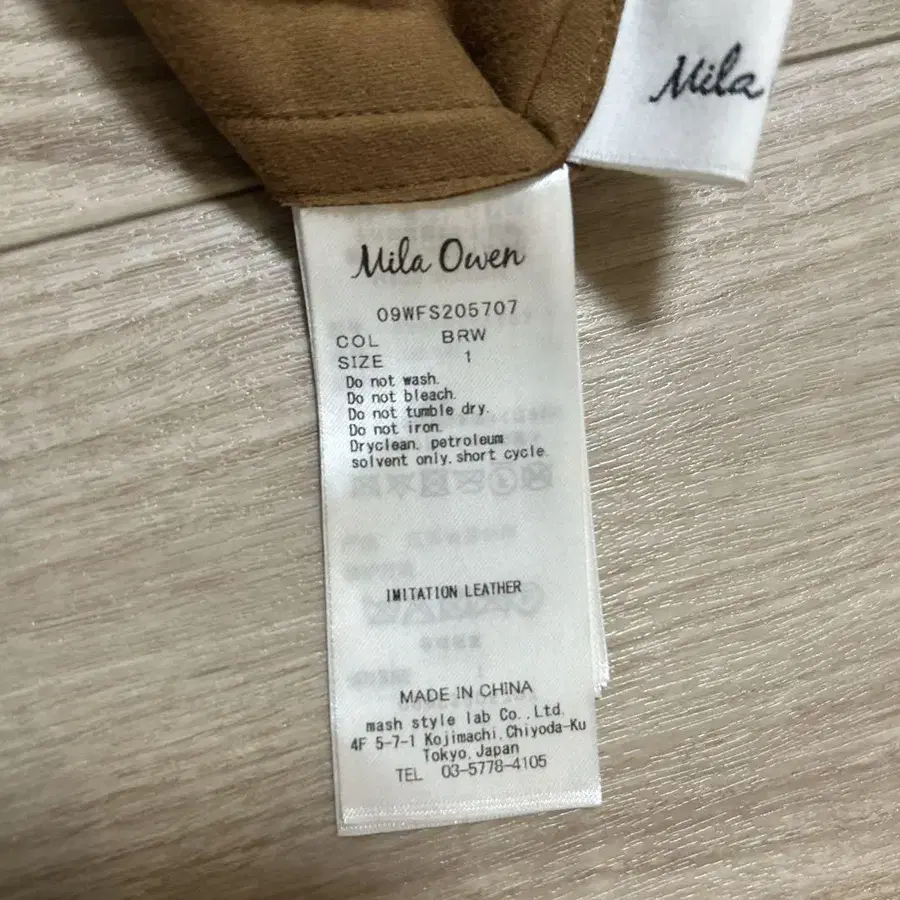 Mila
Mila Owen
09WFS205707
COL BRW
SIZE 1
Do not wash.
Do not bleach.
Do not tumble dry.
Do not iron.
Dryclean. petroleum
solvent only. short cycle.
IMITATION LEATHER
MADE IN CHINA
mash style lab Co., Ltd.
4F 5-7-1 Kojimachi, Chiyoda-Ku
Tokyo, Japan
TEL 03-5778-4105